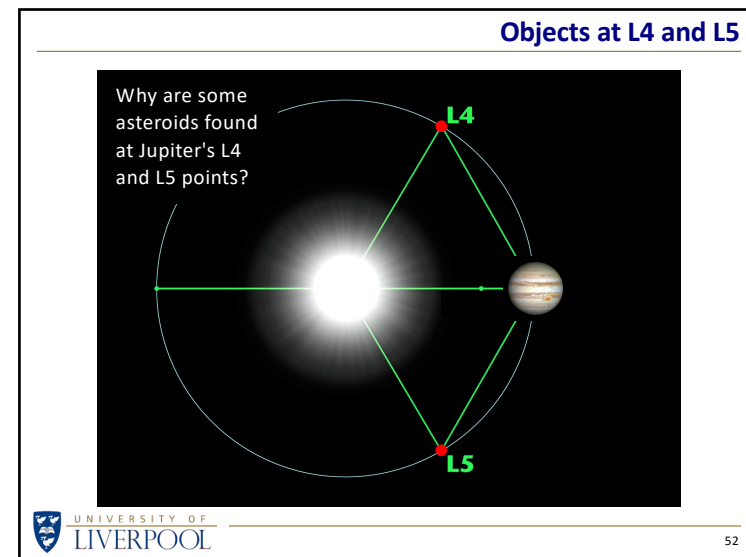 Objects at L4 and L5
Why are some
asteroids found
at Jupiter's L4
and L5 points?
L4
L5
UNIVERSITY OF
LIVERPOOL
52